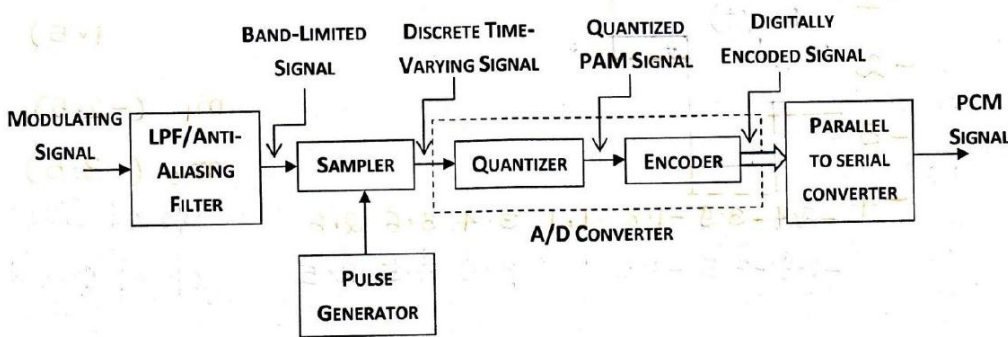 BAND-LIMITED
SIGNAL
DISCRETE TIME-
VARYING SIGNAL
QUANTIZED
PAM SIGNAL
DIGITALLY
ENCODED SIGNAL
MODULATING
SIGNAL
LPF/ANTI-
ALIASING
FILTER
SAMPLER
QUANTIZER
ENCODER
PARALLEL
TO SERIAL
CONVERTER
PCM
SIGNAL
A/D CONVERTER
PULSE
GENERATOR